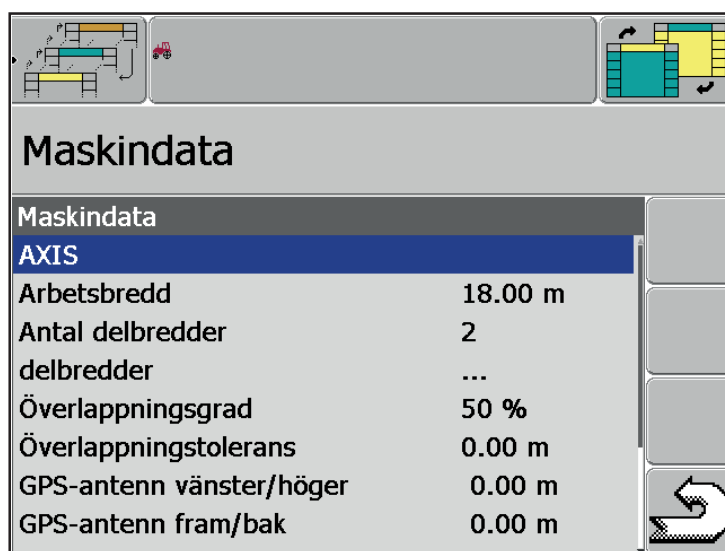 Maskindata
Maskindata
AXIS
Arbetsbredd 18.00 m
Antal delbredder 2
delbredder ...
Överlappningsgrad 50 %
Överlappningstolerans 0.00 m
GPS-antenn vänster/höger 0.00 m
GPS-antenn fram/bak 0.00 m